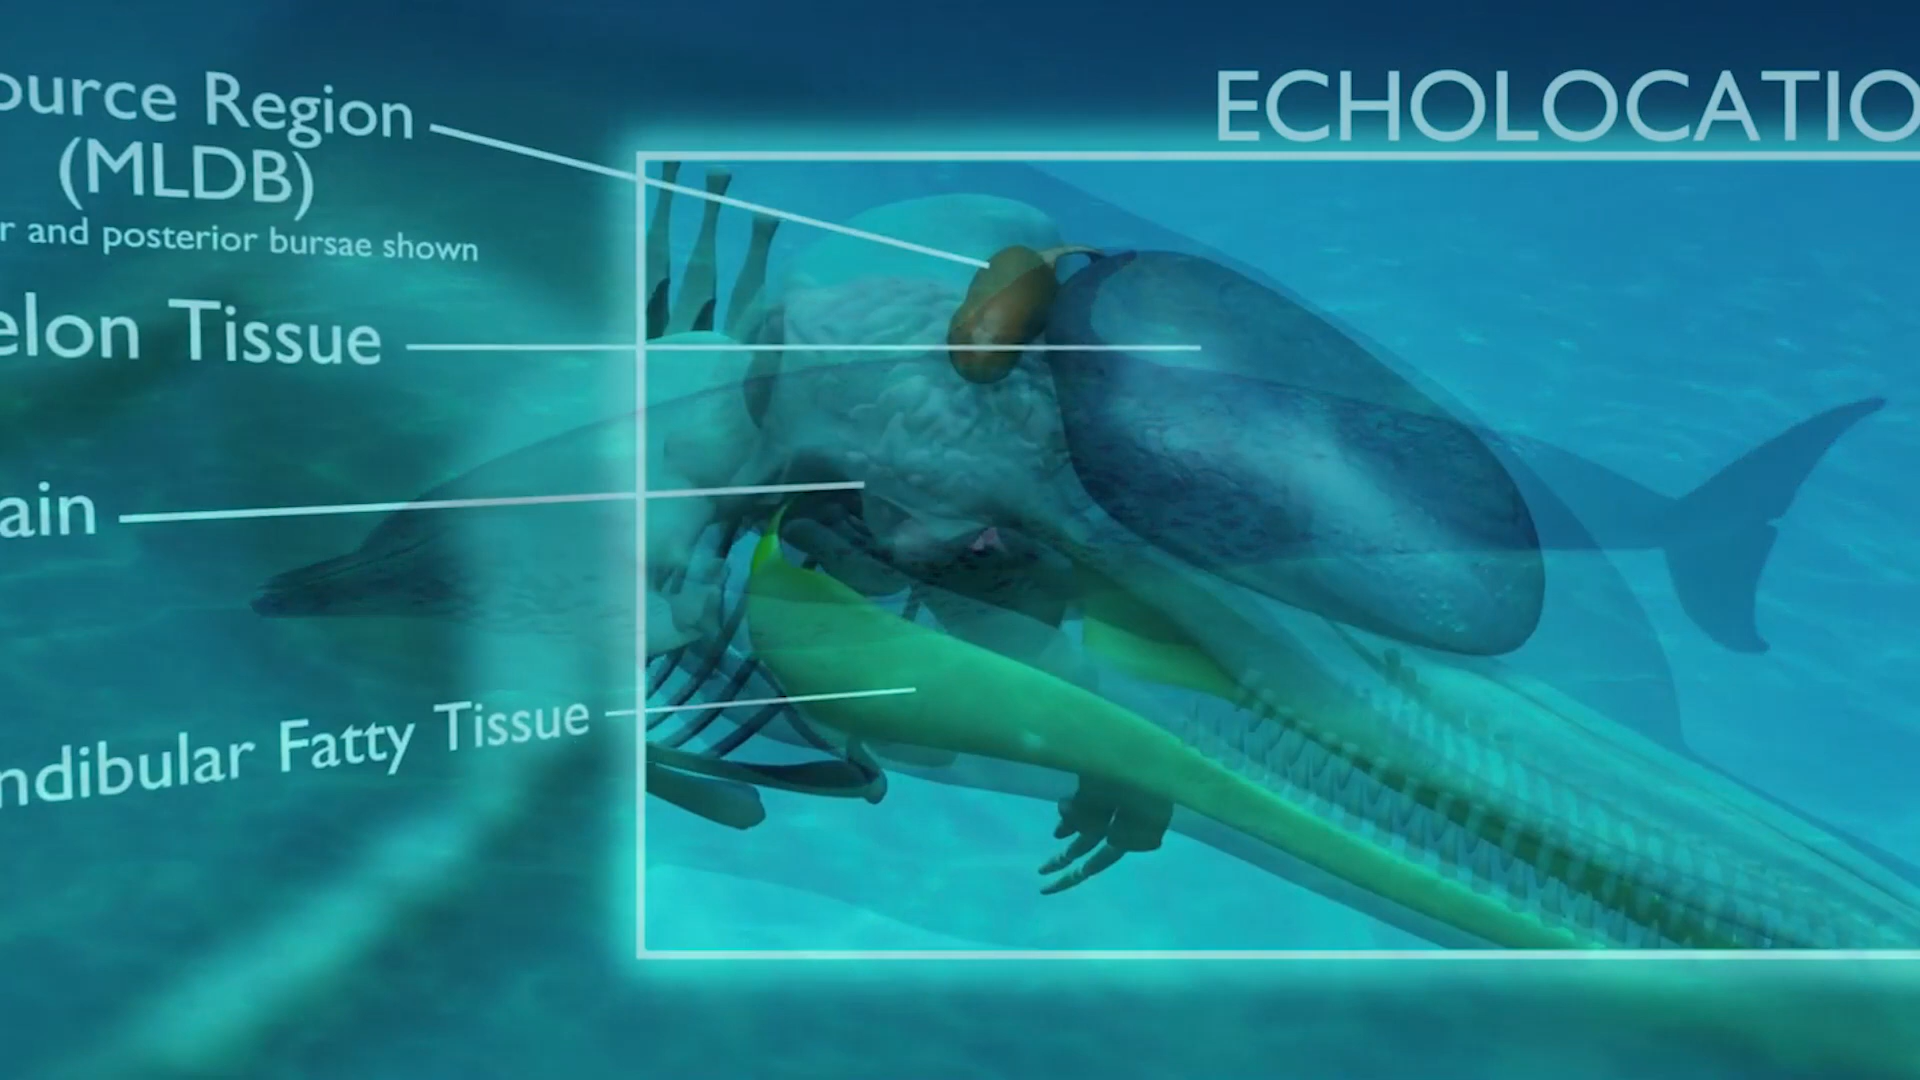 ECHOLOCATIO
ource Region
(MLDB)
r and posterior bursae shown
elon Tissue
ain
ndibular Fatty Tissue